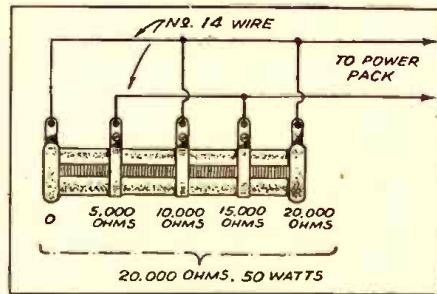 No. 14 WIRE
TO POWER
PACK
0
5,000
OHMS
10,000
OHMS
15,000
OHMS
20,000
OHMS
20.000 OHMS, 50 WATTS